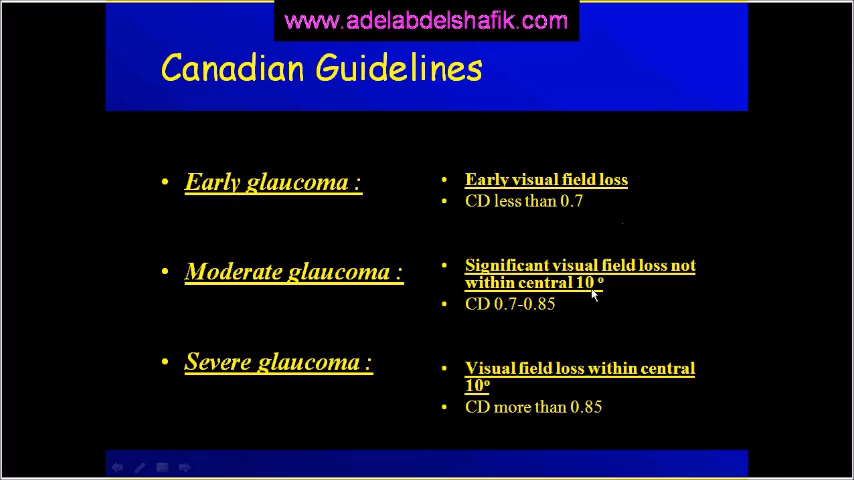 www.adelabdelshafik.com
Canadian Guidelines
• Early glaucoma :
• Early visual field loss
• CD less than 0.7
• Moderate glaucoma :
• Significant visual field loss not
within central 10 º
• CD 0.7-0.85
• Severe glaucoma :
• Visual field loss within central
10º
• CD more than 0.85